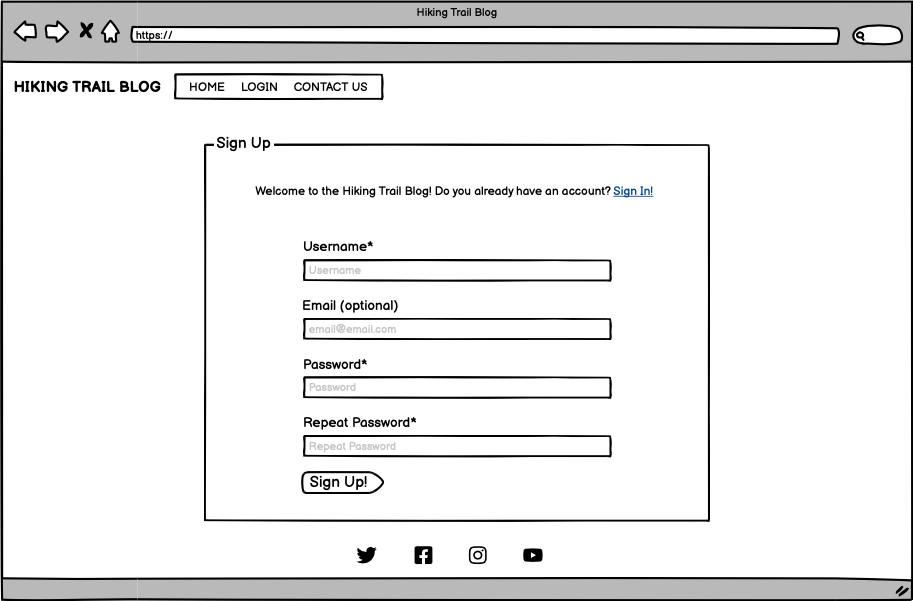 Hiking Trail Blog
https://
HIKING TRAIL BLOG HOME LOGIN CONTACT US
Sign Up
Welcome to the Hiking Trail Blog! Do you already have an account? Sign In!
Username*
Username
Email (optional)
email@email.com
Password*
Password
Repeat Password*
Repeat Password
Sign Up!